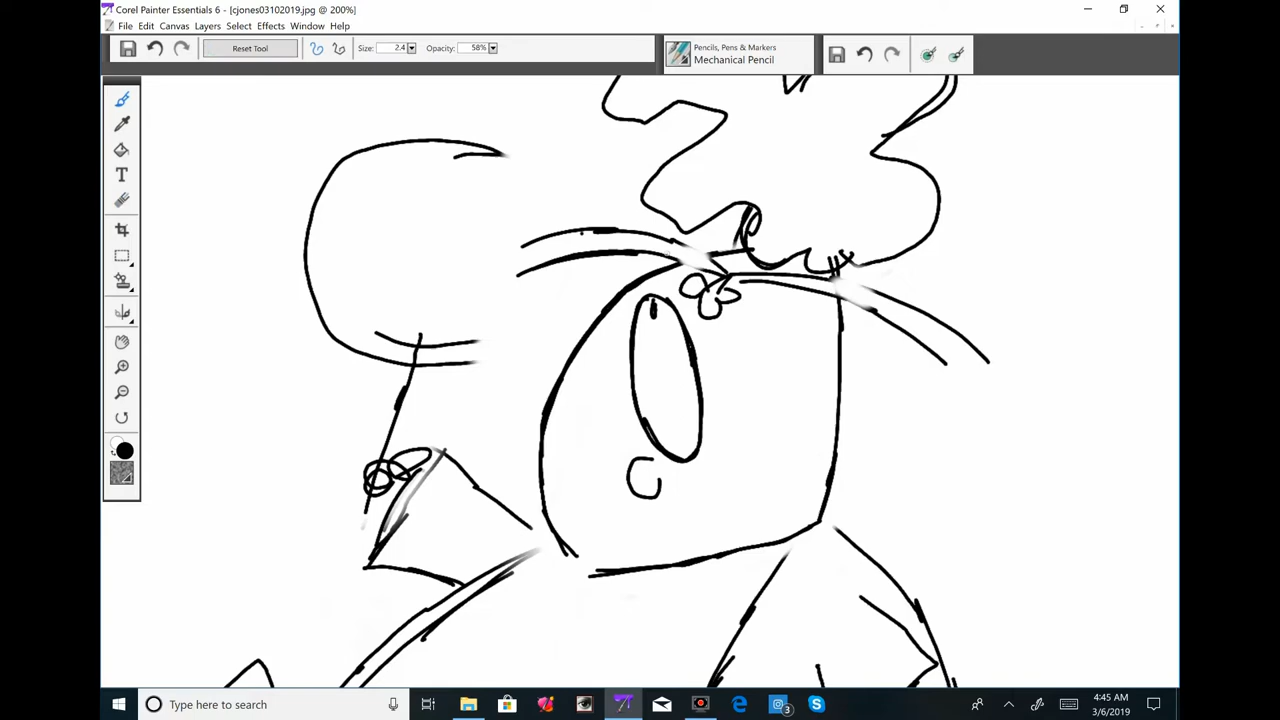 Corel Painter Essentials 6 - [cjones03102019.jpg @ 200%]
File Edit Canvas Layers Select Effects Window Help
Reset Tool Size: 2.4 Opacity: 58% Pencils, Pens & Markers
Mechanical Pencil
T
Type here to search
3
4:45 AM
3/6/2019